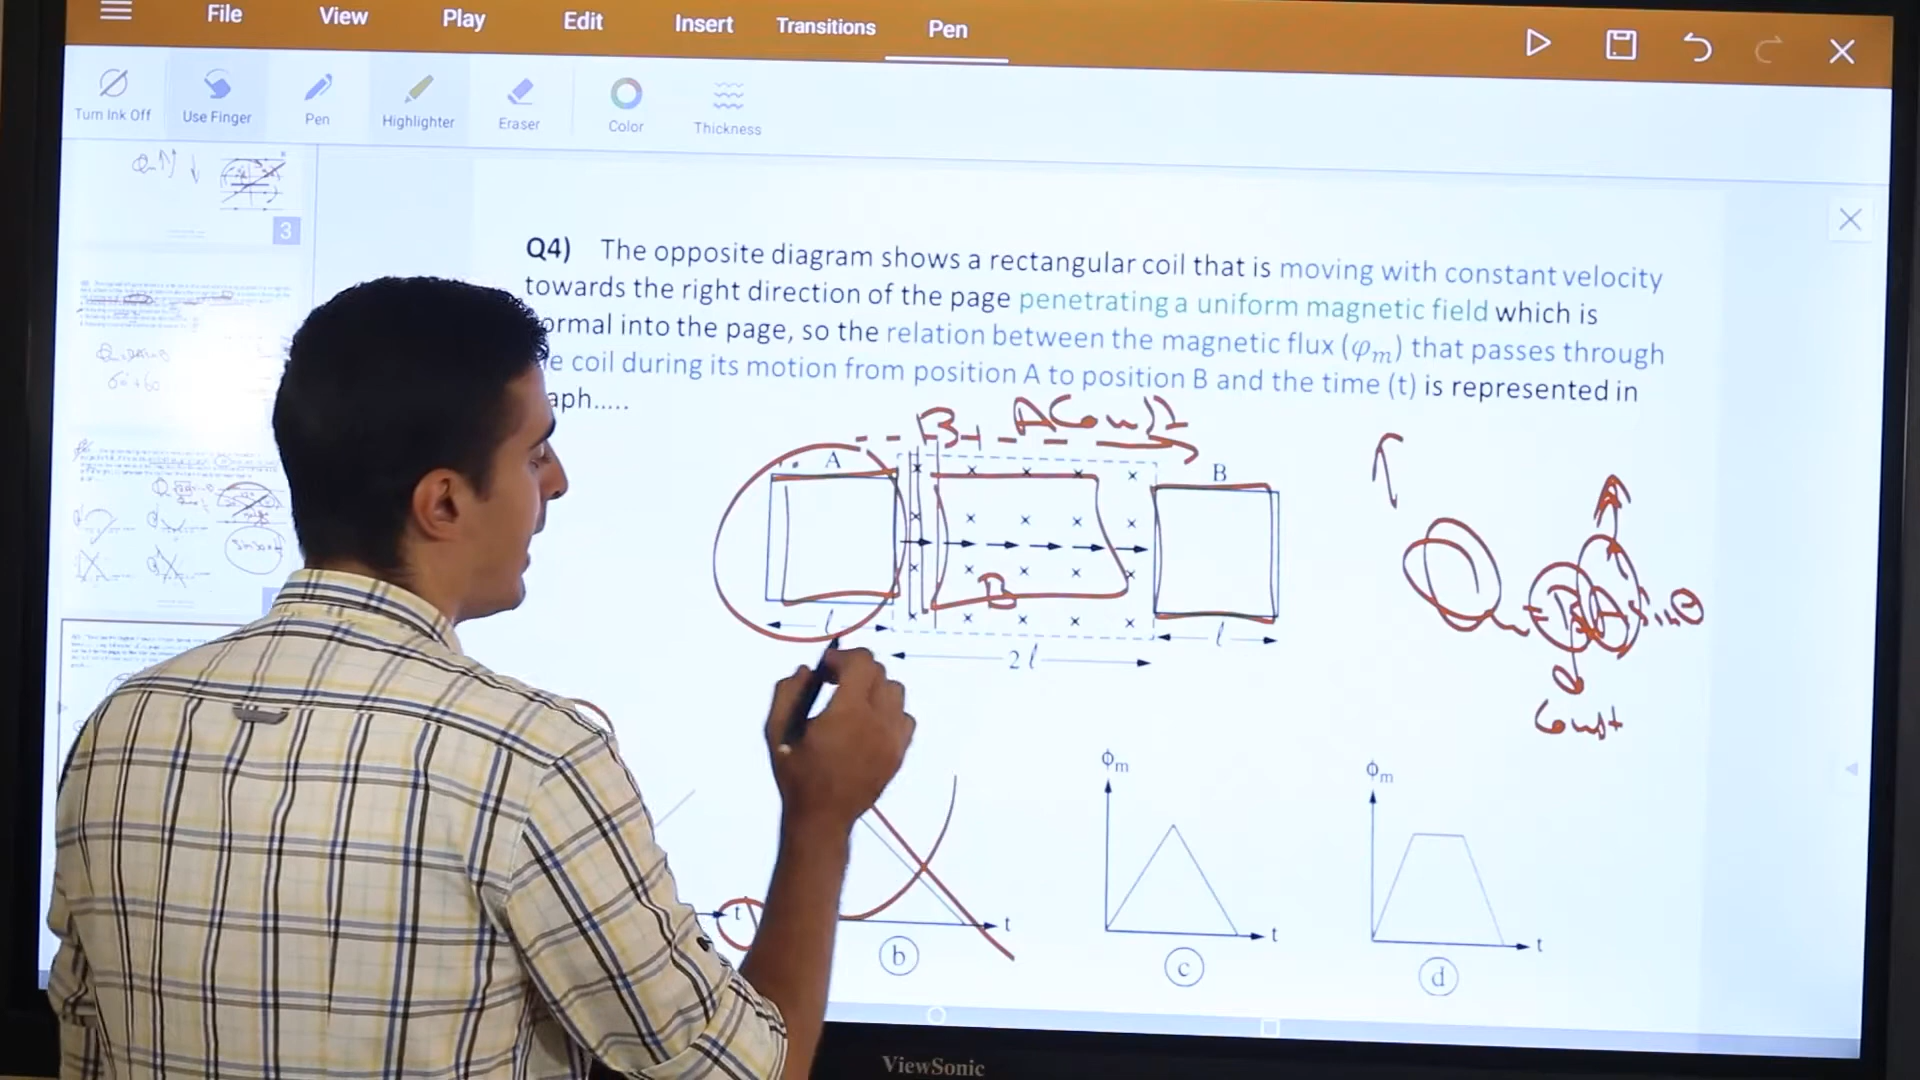 File View Play Edit Insert Transitions Pen
Turn Ink Off Use Finger Pen Highlighter Eraser Color Thickness
3
Q4) The opposite diagram shows a rectangular coil that is moving with constant velocity
towards the right direction of the page penetrating a uniform magnetic field which is
ormal into the page, so the relation between the magnetic flux (φm) that passes through
e coil during its motion from position A to position B and the time (t) is represented in
aph.....
A B
B
l 2 l l
= BA sinθ
Const
ϕm ϕm
t t t t
b c d
ViewSonic